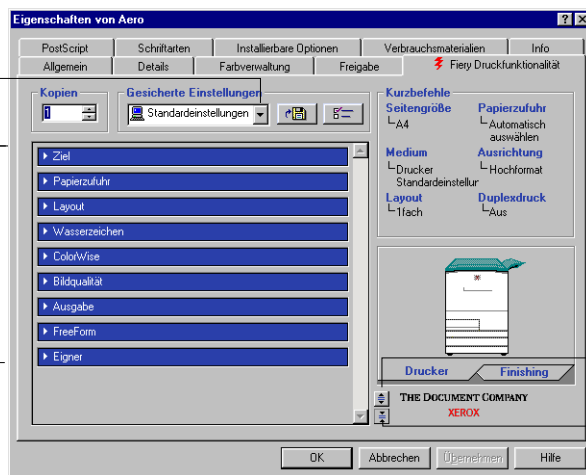 Eigenschaften von Aero
PostScript Schriftarten Installierbare Optionen Verbrauchsmaterialien Info
Allgemein Details Farbverwaltung Freigabe Fiery Druckfunktionalität
Kopien
1
Gesicherte Einstellungen
Standardeinstellungen
Ziel
Papierzufuhr
Layout
Wasserzeichen
ColorWise
Bildqualität
Ausgabe
FreeForm
Eigner
Kurzbefehle
Seitengröße Papierzufuhr
A4 Automatisch
auswählen
Medium Ausrichtung
Drucker Hochformat
Standardeinstellur
Layout Duplexdruck
1fach Aus
Drucker Finishing
THE DOCUMENT COMPANY
XEROX
OK Abbrechen Übernehmen Hilfe